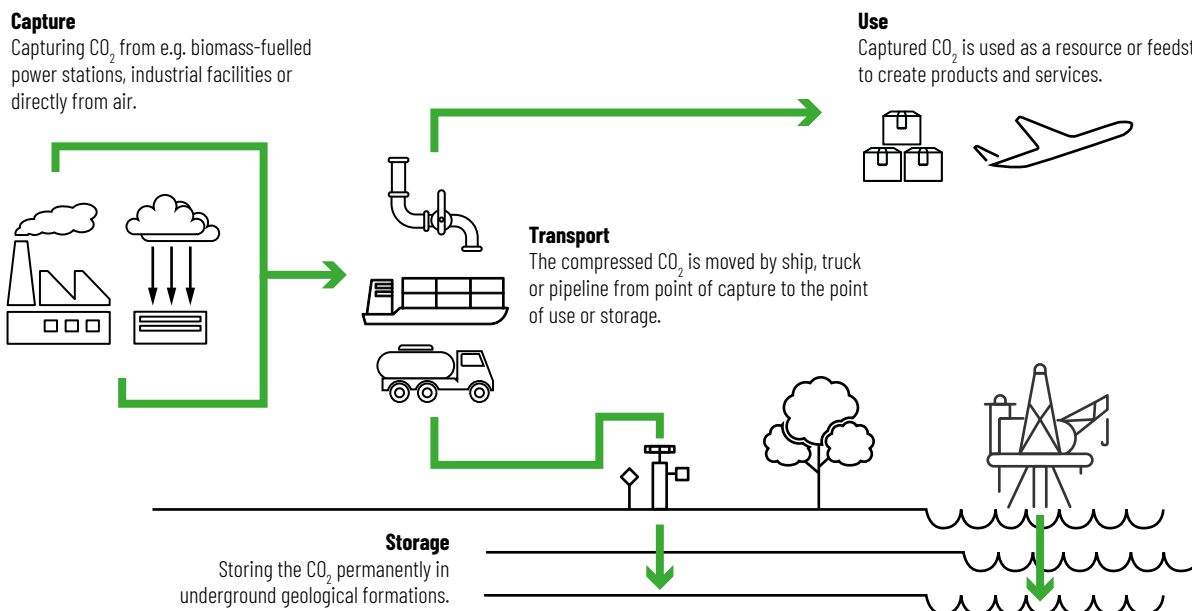 Capture
Capturing CO₂ from e.g. biomass-fuelled
power stations, industrial facilities or
directly from air.
Use
Captured CO₂ is used as a resource or
to create products and services.
Transport
The compressed CO₂ is moved by ship, truck
or pipeline from point of capture to the point
of use or storage.
Storage
Storing the CO₂ permanently in
underground geological formations.